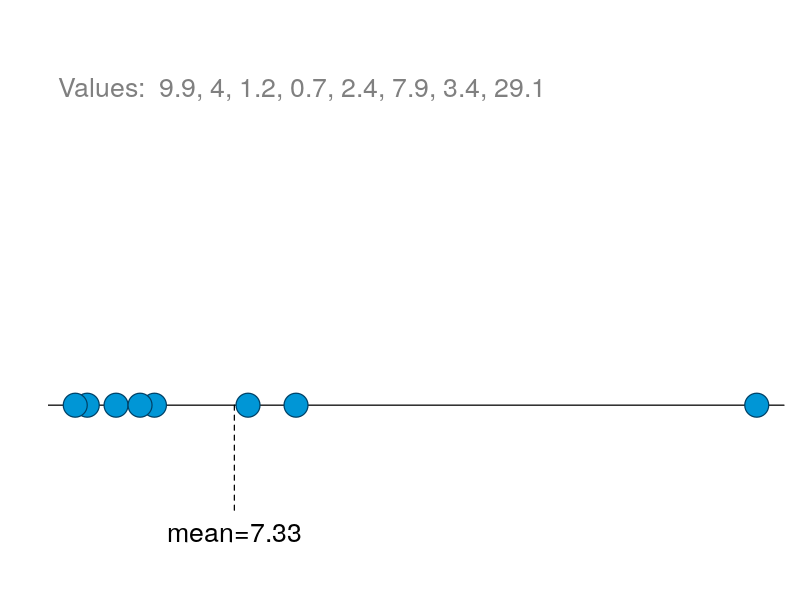 Values:  9.9, 4, 1.2, 0.7, 2.4, 7.9, 3.4, 29.1
mean=7.33